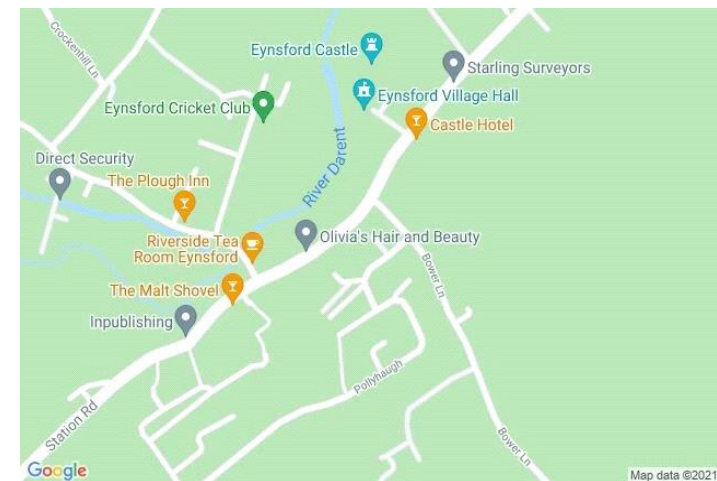 Crockenhill Ln
Eynsford Castle
Starling Surveyors
Eynsford Cricket Club
Eynsford Village Hall
Castle Hotel
Direct Security
The Plough Inn
River Darent
Riverside Tea
Room Eynsford
Olivia's Hair and Beauty
Bower Ln
The Malt Shovel
Inpublishing
Pollyhaugh
Station Rd
Bower Ln
Google
Map data ©2021